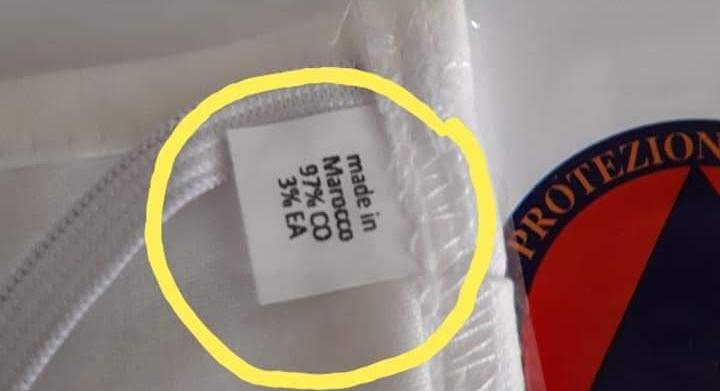 made in
Marocco
97% CO
3% EA
PROTEZION